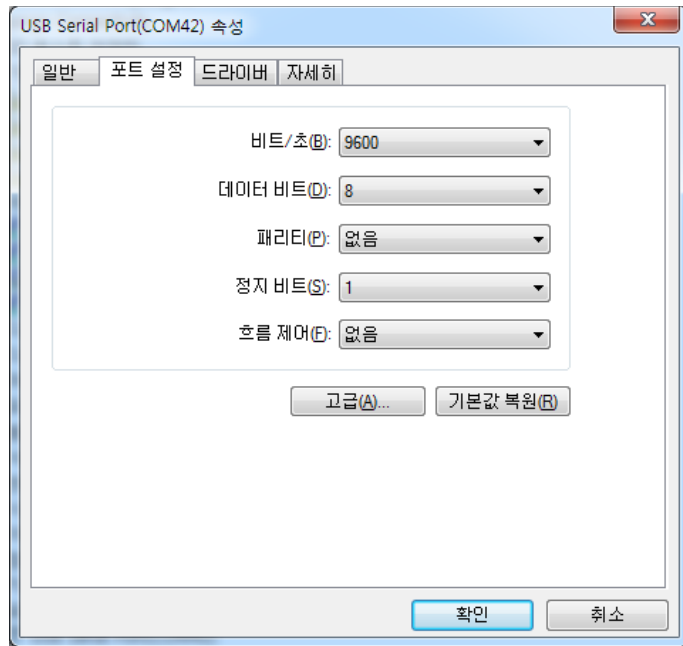 USB Serial Port(COM42) 속성
일반 포트 설정 드라이버 자세히
비트/초(B): 9600
데이터 비트(D): 8
패리티(P): 없음
정지 비트(S): 1
흐름 제어(F): 없음
고급(A)... 기본값 복원(R)
확인 취소